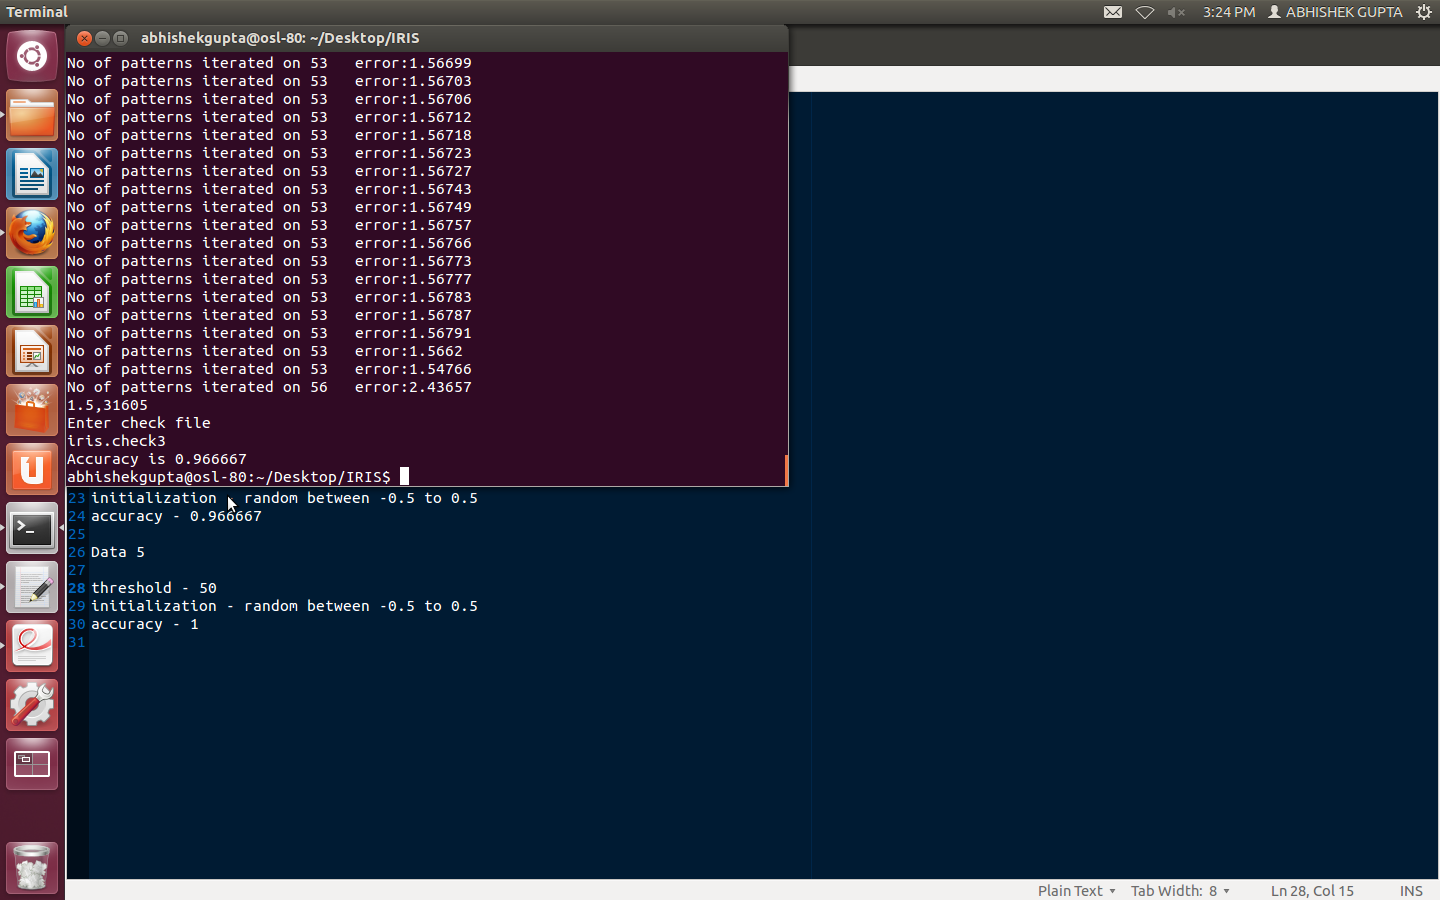 Terminal
3:24 PM ABHISHEK GUPTA
abhishekgupta@osl-80: ~/Desktop/IRIS
No of patterns iterated on 53 error:1.56699
No of patterns iterated on 53 error:1.56703
No of patterns iterated on 53 error:1.56706
No of patterns iterated on 53 error:1.56712
No of patterns iterated on 53 error:1.56718
No of patterns iterated on 53 error:1.56723
No of patterns iterated on 53 error:1.56727
No of patterns iterated on 53 error:1.56743
No of patterns iterated on 53 error:1.56749
No of patterns iterated on 53 error:1.56757
No of patterns iterated on 53 error:1.56766
No of patterns iterated on 53 error:1.56773
No of patterns iterated on 53 error:1.56777
No of patterns iterated on 53 error:1.56783
No of patterns iterated on 53 error:1.56787
No of patterns iterated on 53 error:1.56791
No of patterns iterated on 53 error:1.5662
No of patterns iterated on 53 error:1.54766
No of patterns iterated on 56 error:2.43657
1.5,31605
Enter check file
iris.check3
Accuracy is 0.966667
abhishekgupta@osl-80:~/Desktop/IRIS$
23 initialization - random between -0.5 to 0.5
24 accuracy - 0.966667
25
26 Data 5
27
28 threshold - 50
29 initialization - random between -0.5 to 0.5
30 accuracy - 1
31
Plain Text Tab Width: 8 Ln 28, Col 15 INS